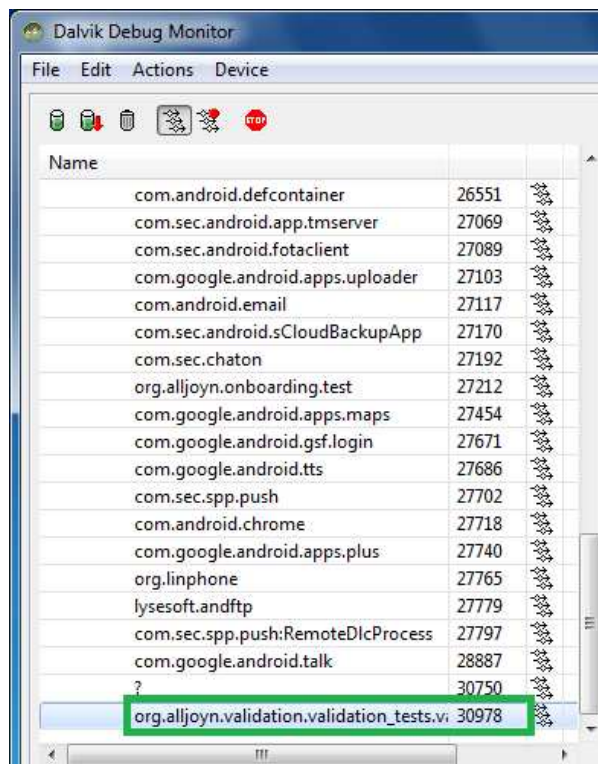 Dalvik Debug Monitor
File Edit Actions Device
STOP
Name
com.android.defcontainer 26551
com.sec.android.app.tmserver 27069
com.sec.android.fotaclient 27089
com.google.android.apps.uploader 27103
com.android.email 27117
com.sec.android.sCloudBackupApp 27170
com.sec.chaton 27192
org.alljoyn.onboarding.test 27212
com.google.android.apps.maps 27454
com.google.android.gsf.login 27671
com.google.android.tts 27686
com.sec.spp.push 27702
com.android.chrome 27718
com.google.android.apps.plus 27740
org.linphone 27765
lysesoft.andftp 27779
com.sec.spp.push:RemoteDlcProcess 27797
com.google.android.talk 28887
? 30750
org.alljoyn.validation.validation_tests.va 30978